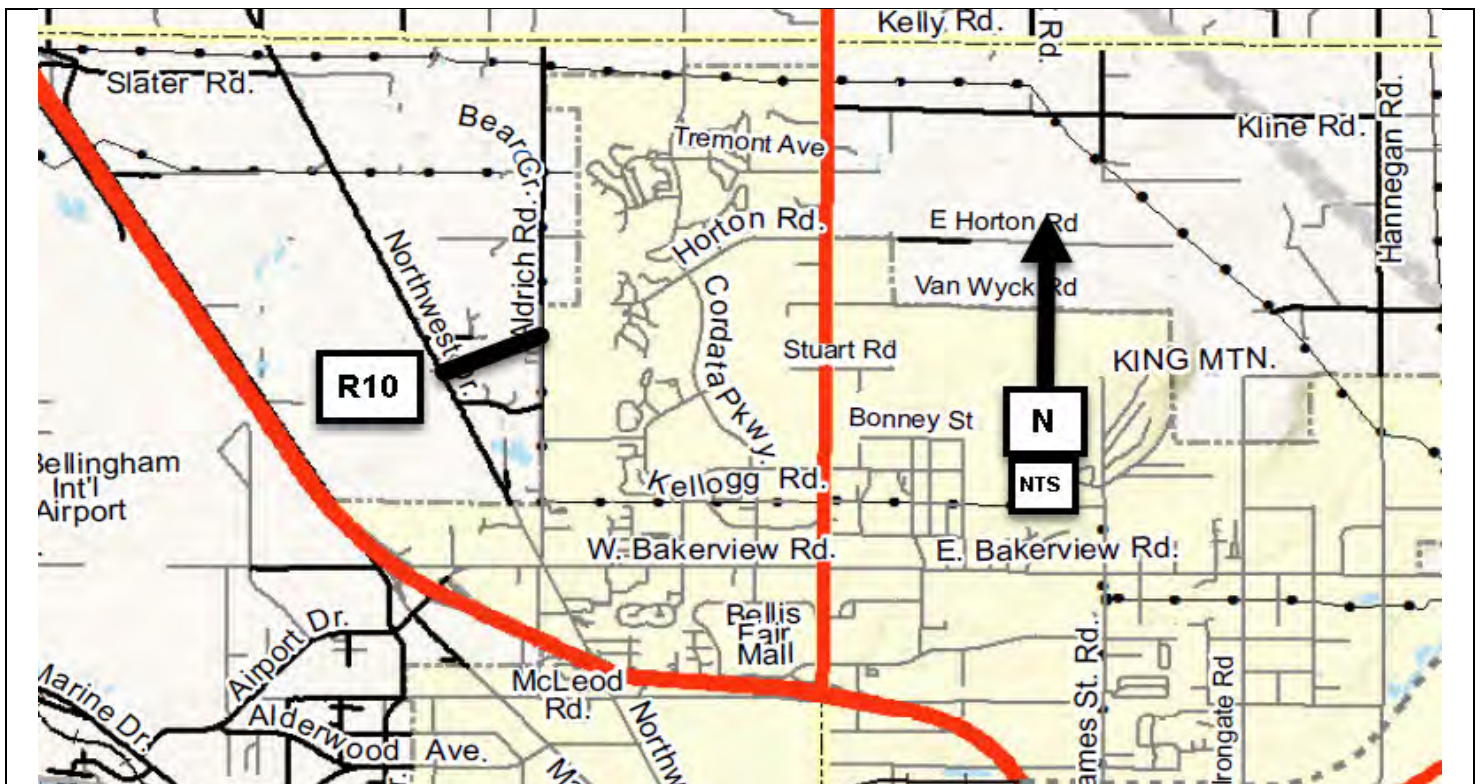 Kelly Rd.
Rd.
Slater Rd.
Bear Cr.
Kline Rd.
Tremont Ave
Hannegan Rd.
Aldrich Rd.
Northwest Dr.
Horton Rd.
E Horton Rd
Cordata Pkwy.
Van Wyck Rd
Stuart Rd
KING MTN.
R10
N
Bonney St
NTS
Bellingham
Int'l
Airport
Kellogg Rd.
W. Bakerview Rd.
E. Bakerview Rd.
Bellis
Fair
Mall
Airport Dr.
McLeod
Rd.
Marine Dr.
Alderwood Ave.
Northw
Ma
ames St. Rd.
Irongate Rd